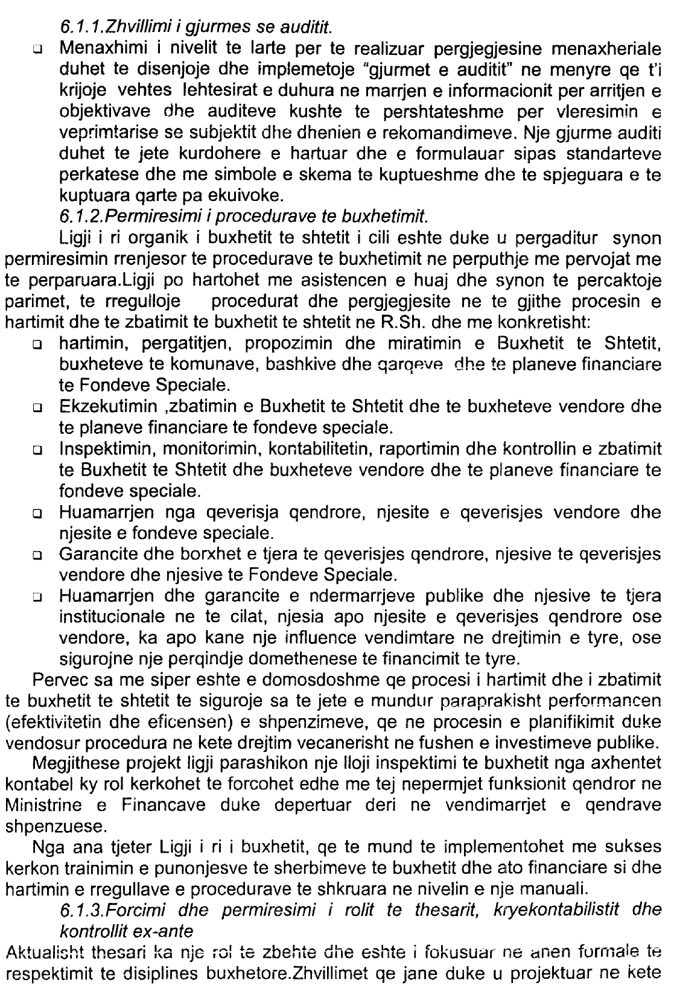 6.1.1.Zhvillimi i gjurmes se auditit.
❑ Menaxhimi i nivelit te larte per te realizuar pergjegjesine menaxheriale
duhet te disenjoje dhe implemetoje “gjurmet e auditit” ne menyre qe t’i
krijoje vehtes lehtesirat e duhura ne marrjen e informacionit per arritjen e
objektivave dhe auditeve kushte te pershtateshme per vleresimin e
veprimtarise se subjektit dhe dhenien e rekomandimeve. Nje gjurme auditi
duhet te jete kurdohere e hartuar dhe e formulauar sipas standarteve
perkatese dhe me simbole e skema te kuptueshme dhe te spjeguara e te
kuptuara qarte pa ekuivoke.
6.1.2.Permiresimi i procedurave te buxhetimit.
Ligji i ri organik i buxhetit te shtetit i cili eshte duke u pergaditur synon
permiresimin rrenjesor te procedurave te buxhetimit ne perputhje me pervojat me
te perparuara.Ligji po hartohet me asistencen e huaj dhe synon te percaktoje
parimet, te rregulloje procedurat dhe pergjegjesite ne te gjithe procesin e
hartimit dhe te zbatimit te buxhetit te shtetit ne R.Sh. dhe me konkretisht:
❑ hartimin, pergatitjen, propozimin dhe miratimin e Buxhetit te Shtetit,
buxheteve te komunave, bashkive dhe qarqeve dhe te planeve financiare
te Fondeve Speciale.
❑ Ekzekutimin ,zbatimin e Buxhetit te Shtetit dhe te buxheteve vendore dhe
te planeve financiare te fondeve speciale.
❑ Inspektimin, monitorimin, kontabilitetin, raportimin dhe kontrollin e zbatimit
te Buxhetit te Shtetit dhe buxheteve vendore dhe te planeve financiare te
fondeve speciale.
❑ Huamarrjen nga qeverisja qendrore, njesite e qeverisjes vendore dhe
njesite e fondeve speciale.
❑ Garancite dhe borxhet e tjera te qeverisjes qendrore, njesive te qeverisjes
vendore dhe njesive te Fondeve Speciale.
❑ Huamarrjen dhe garancite e ndermarrjeve publike dhe njesive te tjera
institucionale ne te cilat, njesia apo njesite e qeverisjes qendrore ose
vendore, ka apo kane nje influence vendimtare ne drejtimin e tyre, ose
sigurojne nje perqindje domethenese te financimit te tyre.
Pervec sa me siper eshte e domosdoshme qe procesi i hartimit dhe i zbatimit
te buxhetit te shtetit te siguroje sa te jete e mundur paraprakisht performancen
(efektivitetin dhe eficensen) e shpenzimeve, qe ne procesin e planifikimit duke
vendosur procedura ne kete drejtim vecanerisht ne fushen e investimeve publike.
Megjithese projekt ligji parashikon nje lloji inspektimi te buxhetit nga axhentet
kontabel ky rol kerkohet te forcohet edhe me tej nepermjet funksionit qendror ne
Ministrine e Financave duke depertuar deri ne vendimarrjet e qendrave
shpenzuese.
Nga ana tjeter Ligji i ri i buxhetit, qe te mund te implementohet me sukses
kerkon trainimin e punonjesve te sherbimeve te buxhetit dhe ato financiare si dhe
hartimin e rregullave e procedurave te shkruara ne nivelin e nje manuali.
6.1.3.Forcimi dhe permiresimi i rolit te thesarit, kryekontabilistit dhe
kontrollit ex-ante
Aktualisht thesari ka nje rol te zbehte dhe eshte i fokusuar ne anen formale te
respektimit te disiplines buxhetore.Zhvillimet qe jane duke u projektuar ne kete